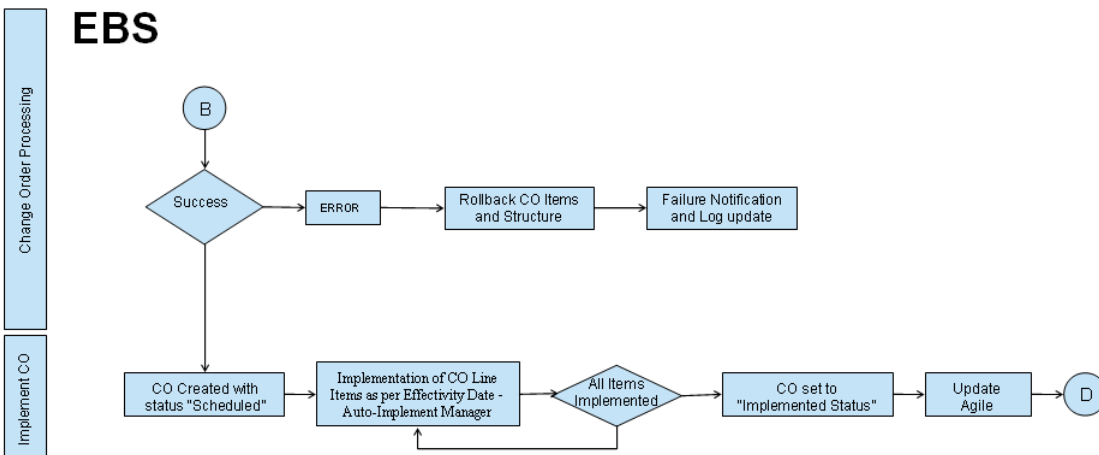 EBS
Change Order Processing
B
Success
ERROR
Rollback CO Items
and Structure
Failure Notification
and Log update
Implement CO
CO Created with
status "Scheduled"
Implementation of CO Line
Items as per Effectivity Date -
Auto-Implement Manager
All Items
Implemented
CO set to
"Implemented Status"
Update
Agile
D